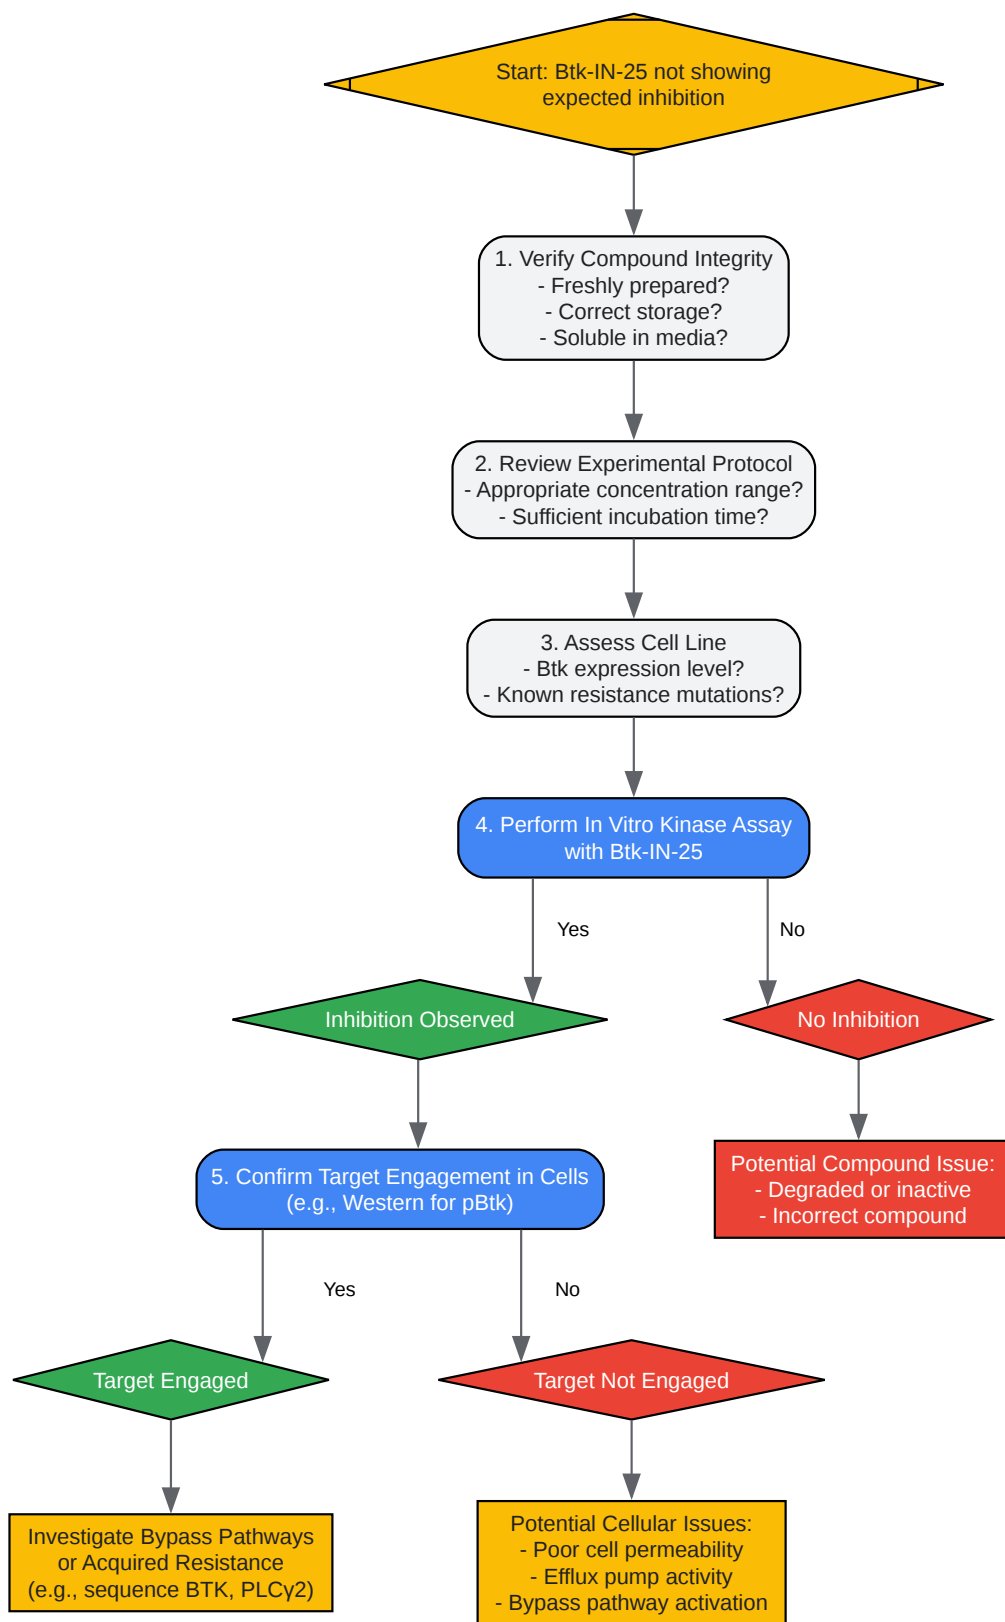 Start: Btk-IN-25 not showing
expected inhibition
1. Verify Compound Integrity
- Freshly prepared?
- Correct storage?
- Soluble in media?
2. Review Experimental Protocol
- Appropriate concentration range?
- Sufficient incubation time?
3. Assess Cell Line
- Btk expression level?
- Known resistance mutations?
4. Perform In Vitro Kinase Assay
with Btk-IN-25
Yes
No
Inhibition Observed
No Inhibition
5. Confirm Target Engagement in Cells
(e.g., Western for pBtk)
Potential Compound Issue:
- Degraded or inactive
- Incorrect compound
Yes
No
Target Engaged
Target Not Engaged
Investigate Bypass Pathways
or Acquired Resistance
(e.g., sequence BTK, PLCγ2)
Potential Cellular Issues:
- Poor cell permeability
- Efflux pump activity
- Bypass pathway activation